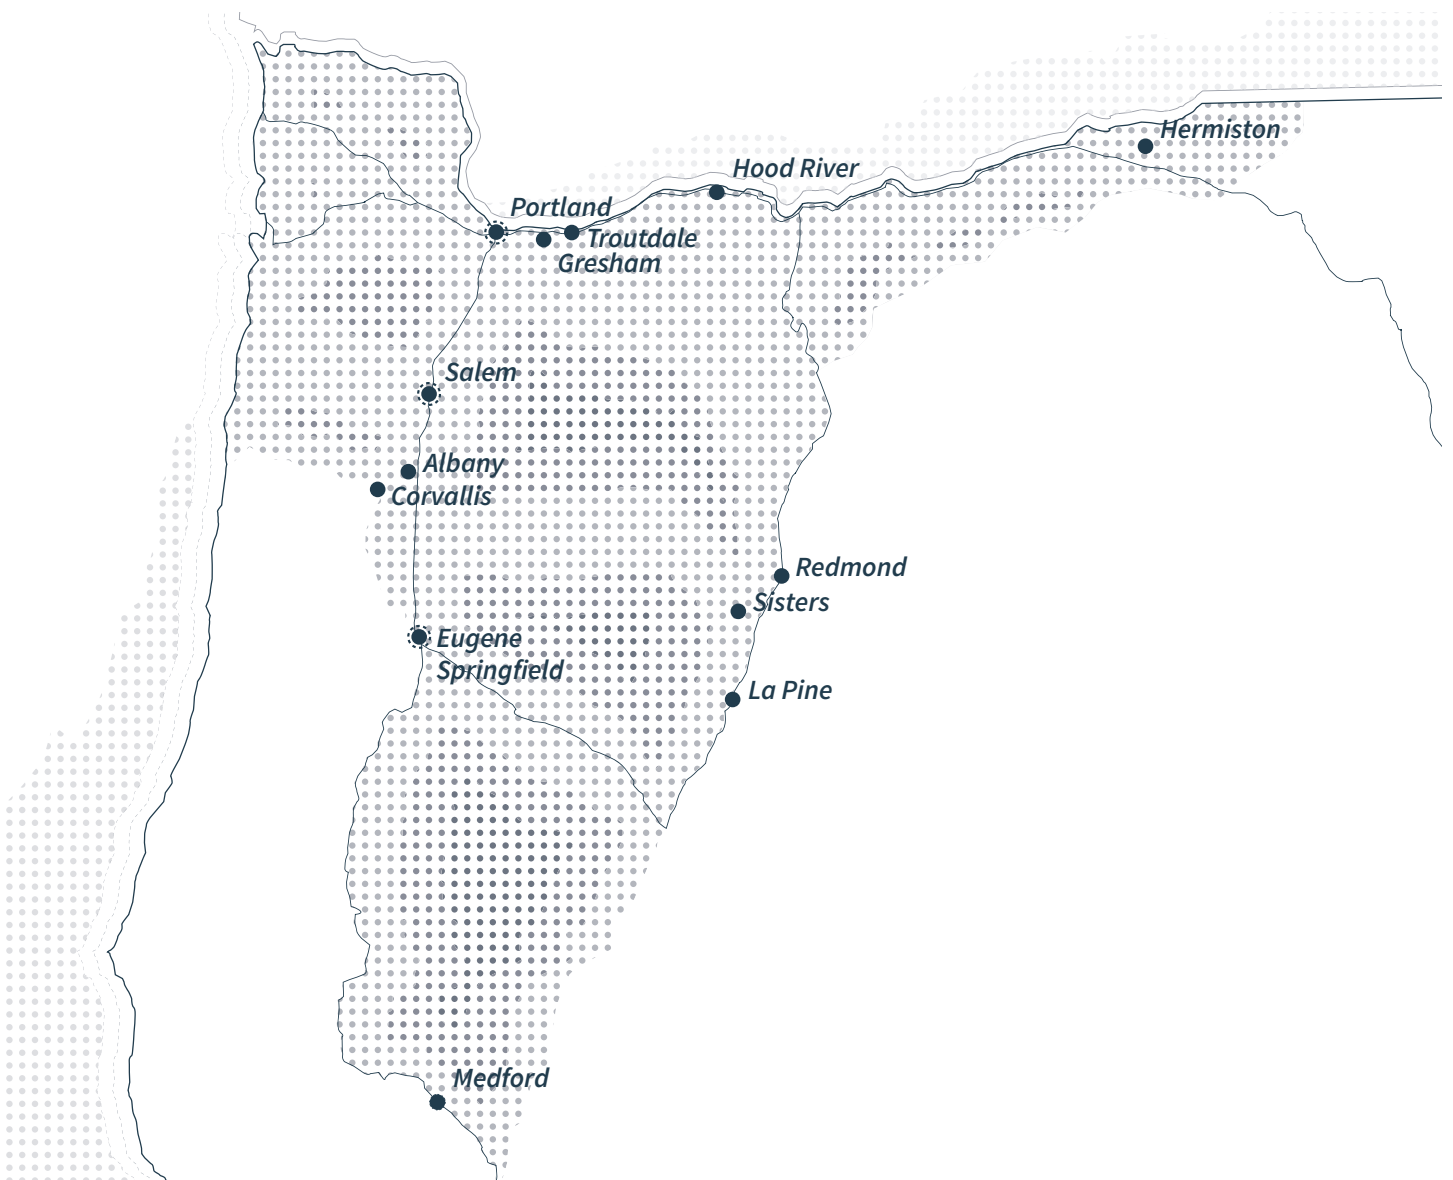 Hermiston
Hood River
Portland
Troutdale
Gresham
Salem
Albany
Corvallis
Redmond
Sisters
Eugene
Springfield
La Pine
Medford